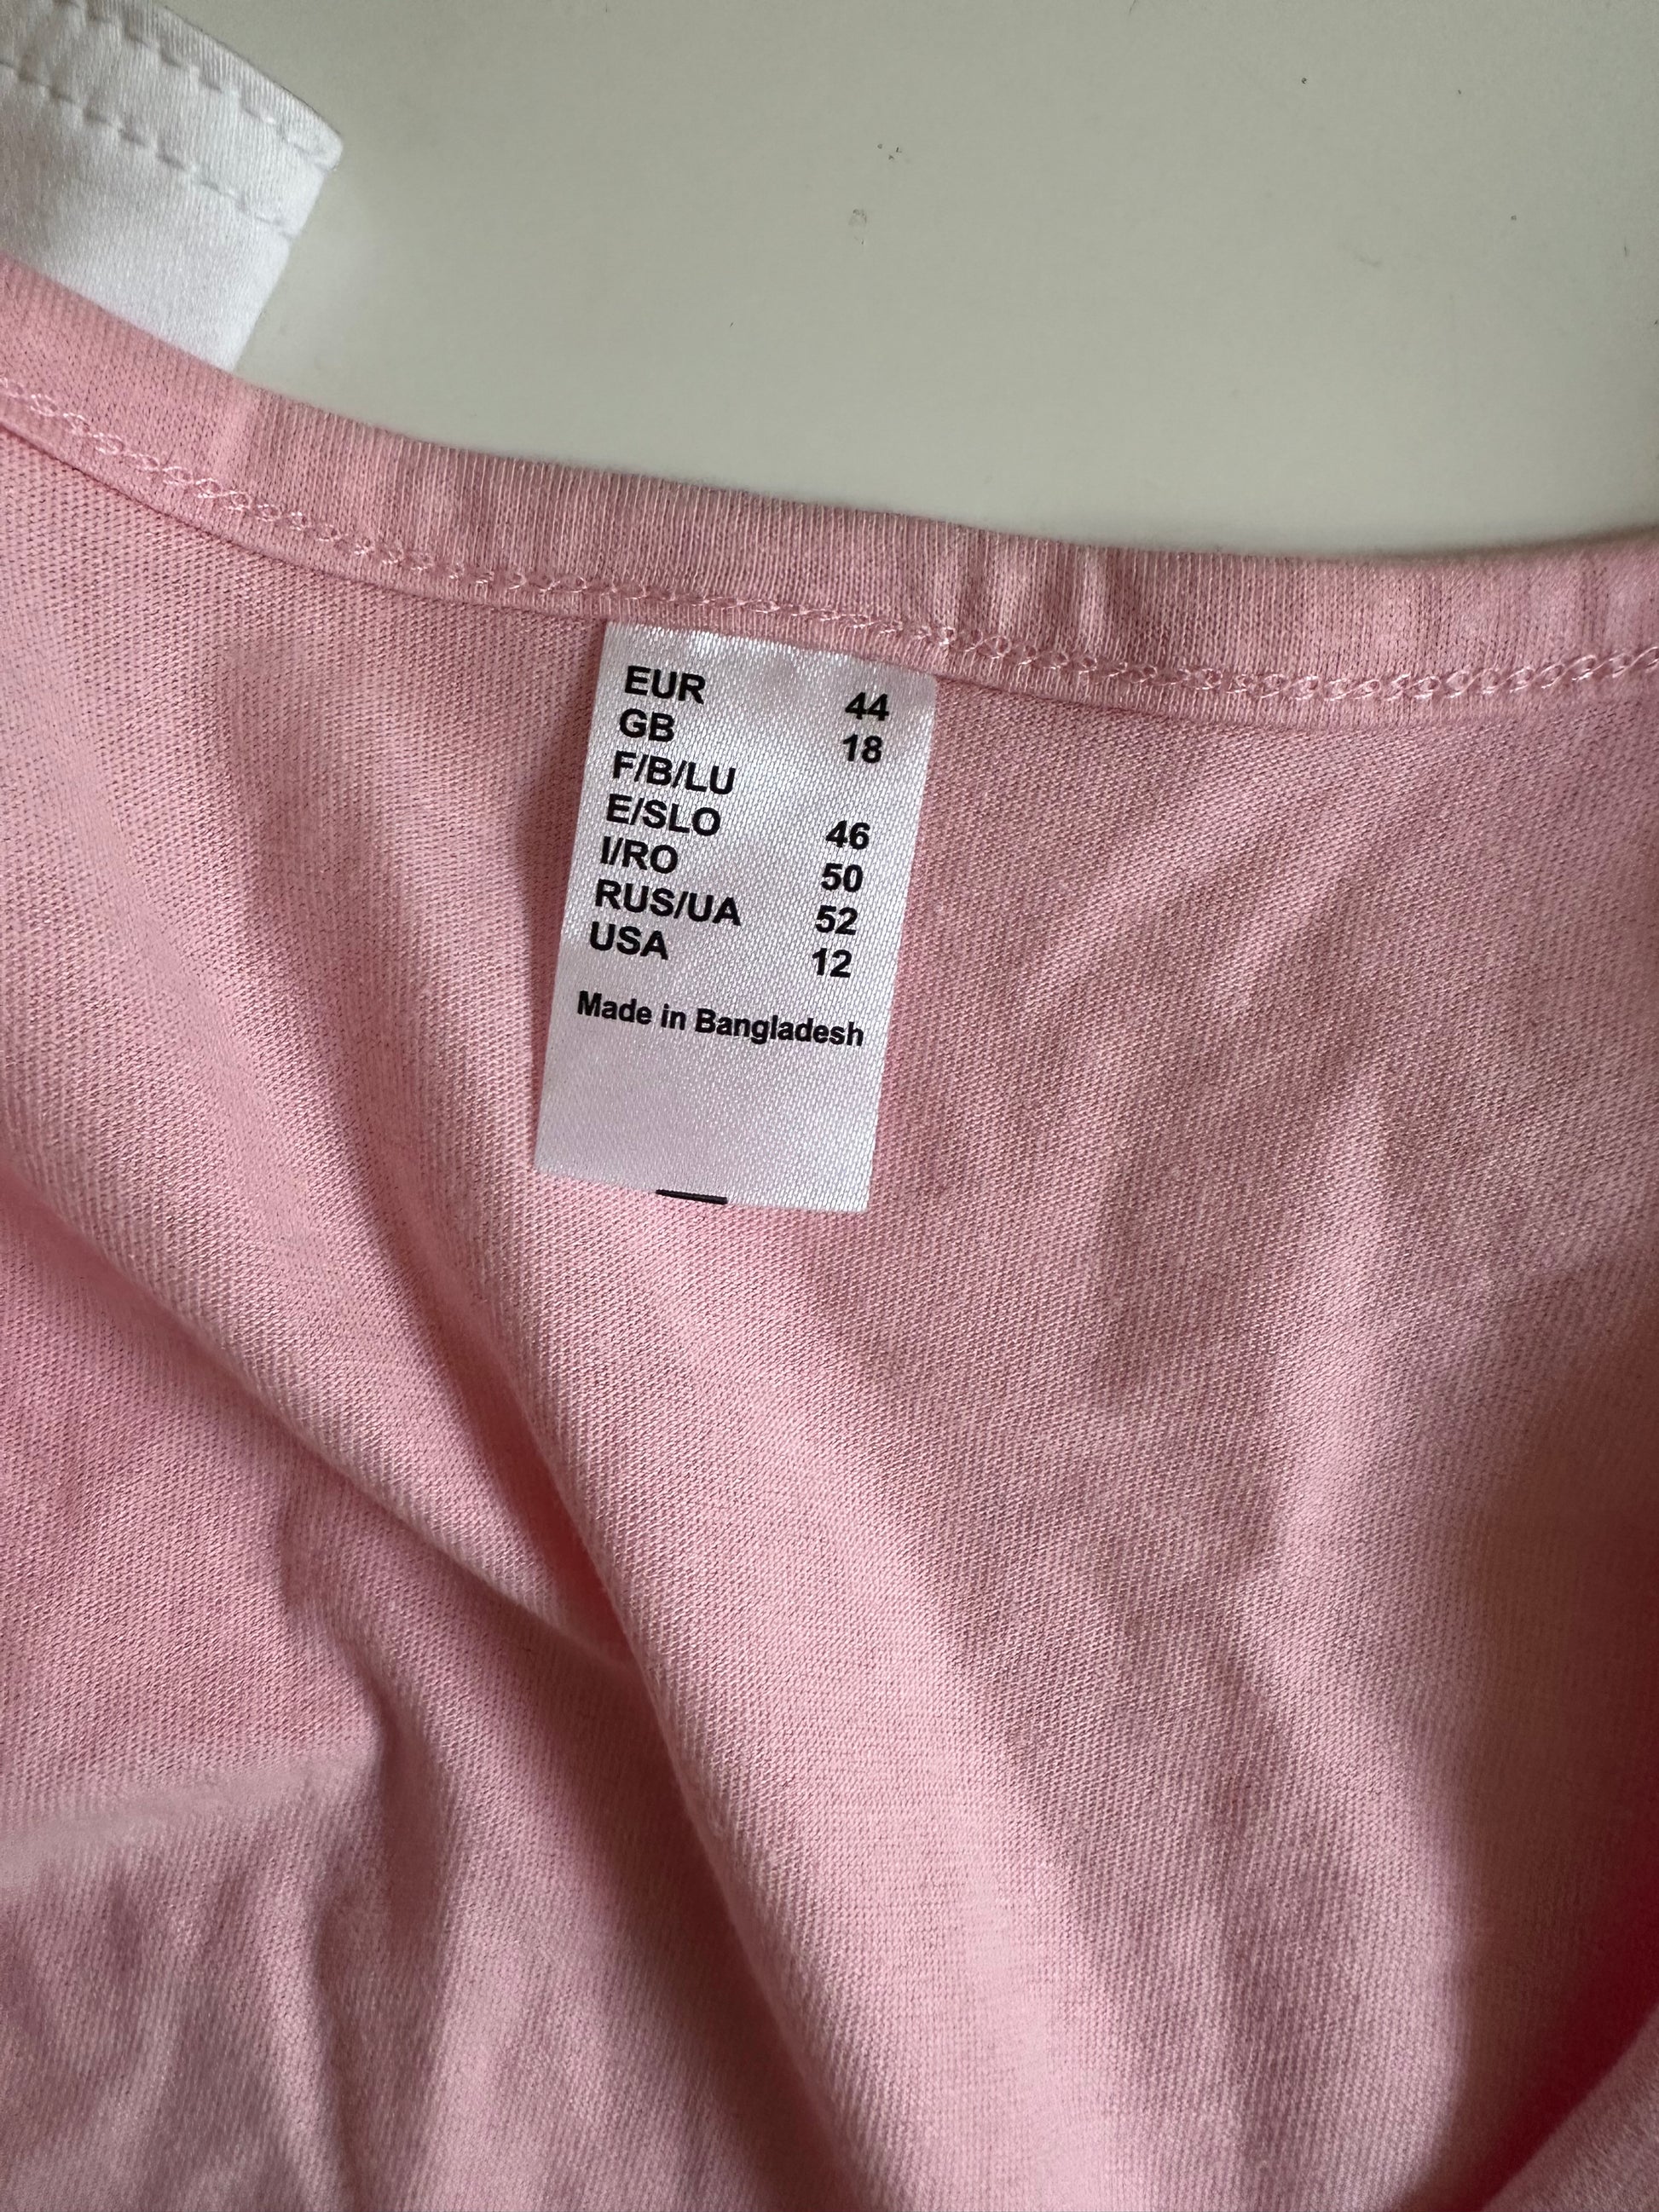 EUR 44
GB 18
F/B/LU
E/SLO 46
I/RO 50
RUS/UA 52
USA 12
Made in Bangladesh